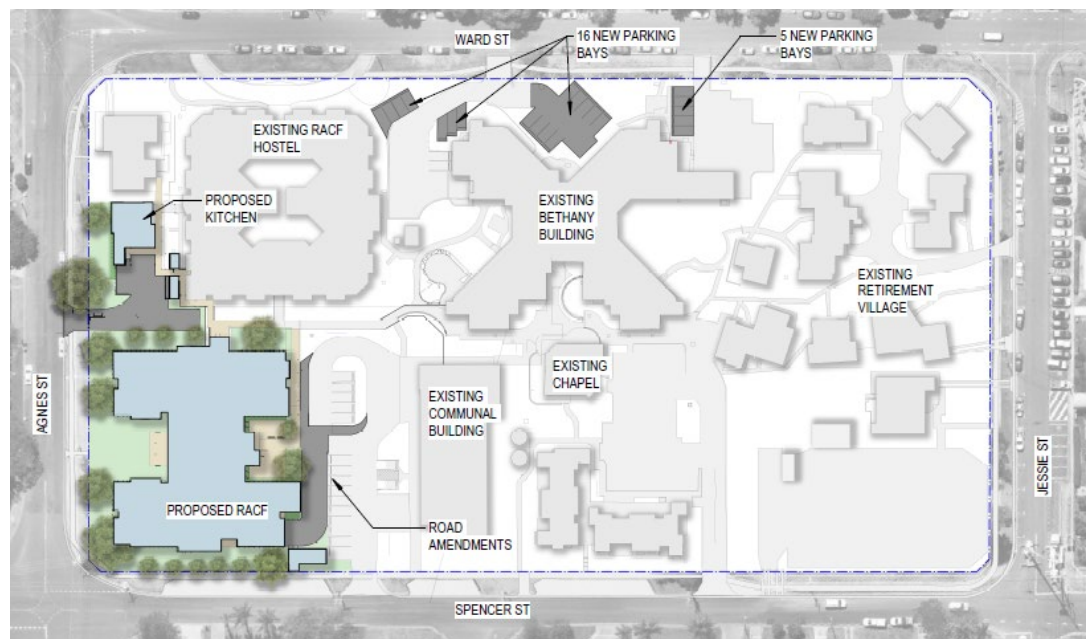 WARD ST
16 NEW PARKING
BAYS
5 NEW PARKING
BAYS
EXISTING RACF
HOSTEL
PROPOSED
KITCHEN
EXISTING
BETHANY
BUILDING
EXISTING
RETIREMENT
VILLAGE
EXISTING
CHAPEL
EXISTING
COMMUNAL
BUILDING
AGNES ST
JESSIE ST
PROPOSED RACF
ROAD
AMENDMENTS
SPENCER ST